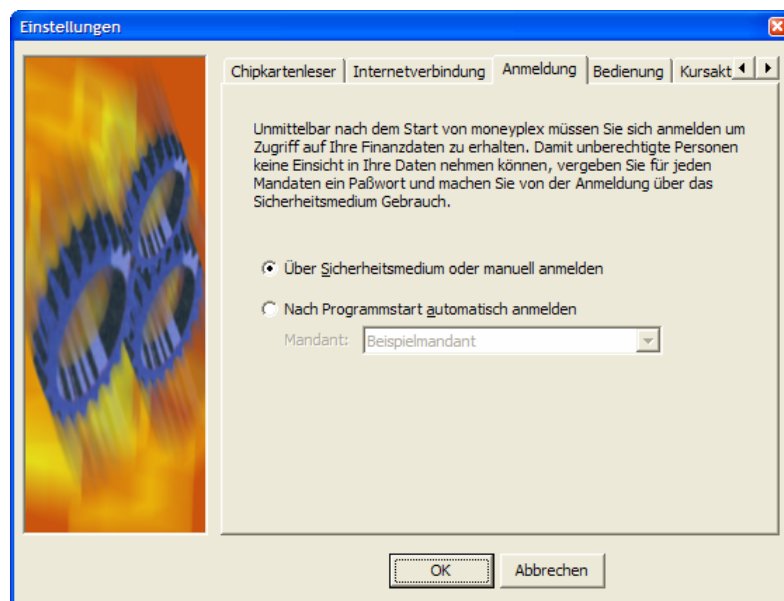 Einstellungen
Chipkartenleser Internetverbindung Anmeldung Bedienung Kursakt
Unmittelbar nach dem Start von moneyplex müssen Sie sich anmelden um
Zugriff auf Ihre Finanzdaten zu erhalten. Damit unberechtigte Personen
keine Einsicht in Ihre Daten nehmen können, vergeben Sie für jeden
Mandaten ein Paßwort und machen Sie von der Anmeldung über das
Sicherheitsmedium Gebrauch.
Über Sicherheitsmedium oder manuell anmelden
Nach Programmstart automatisch anmelden
Mandant: Beispielmandant
OK Abbrechen